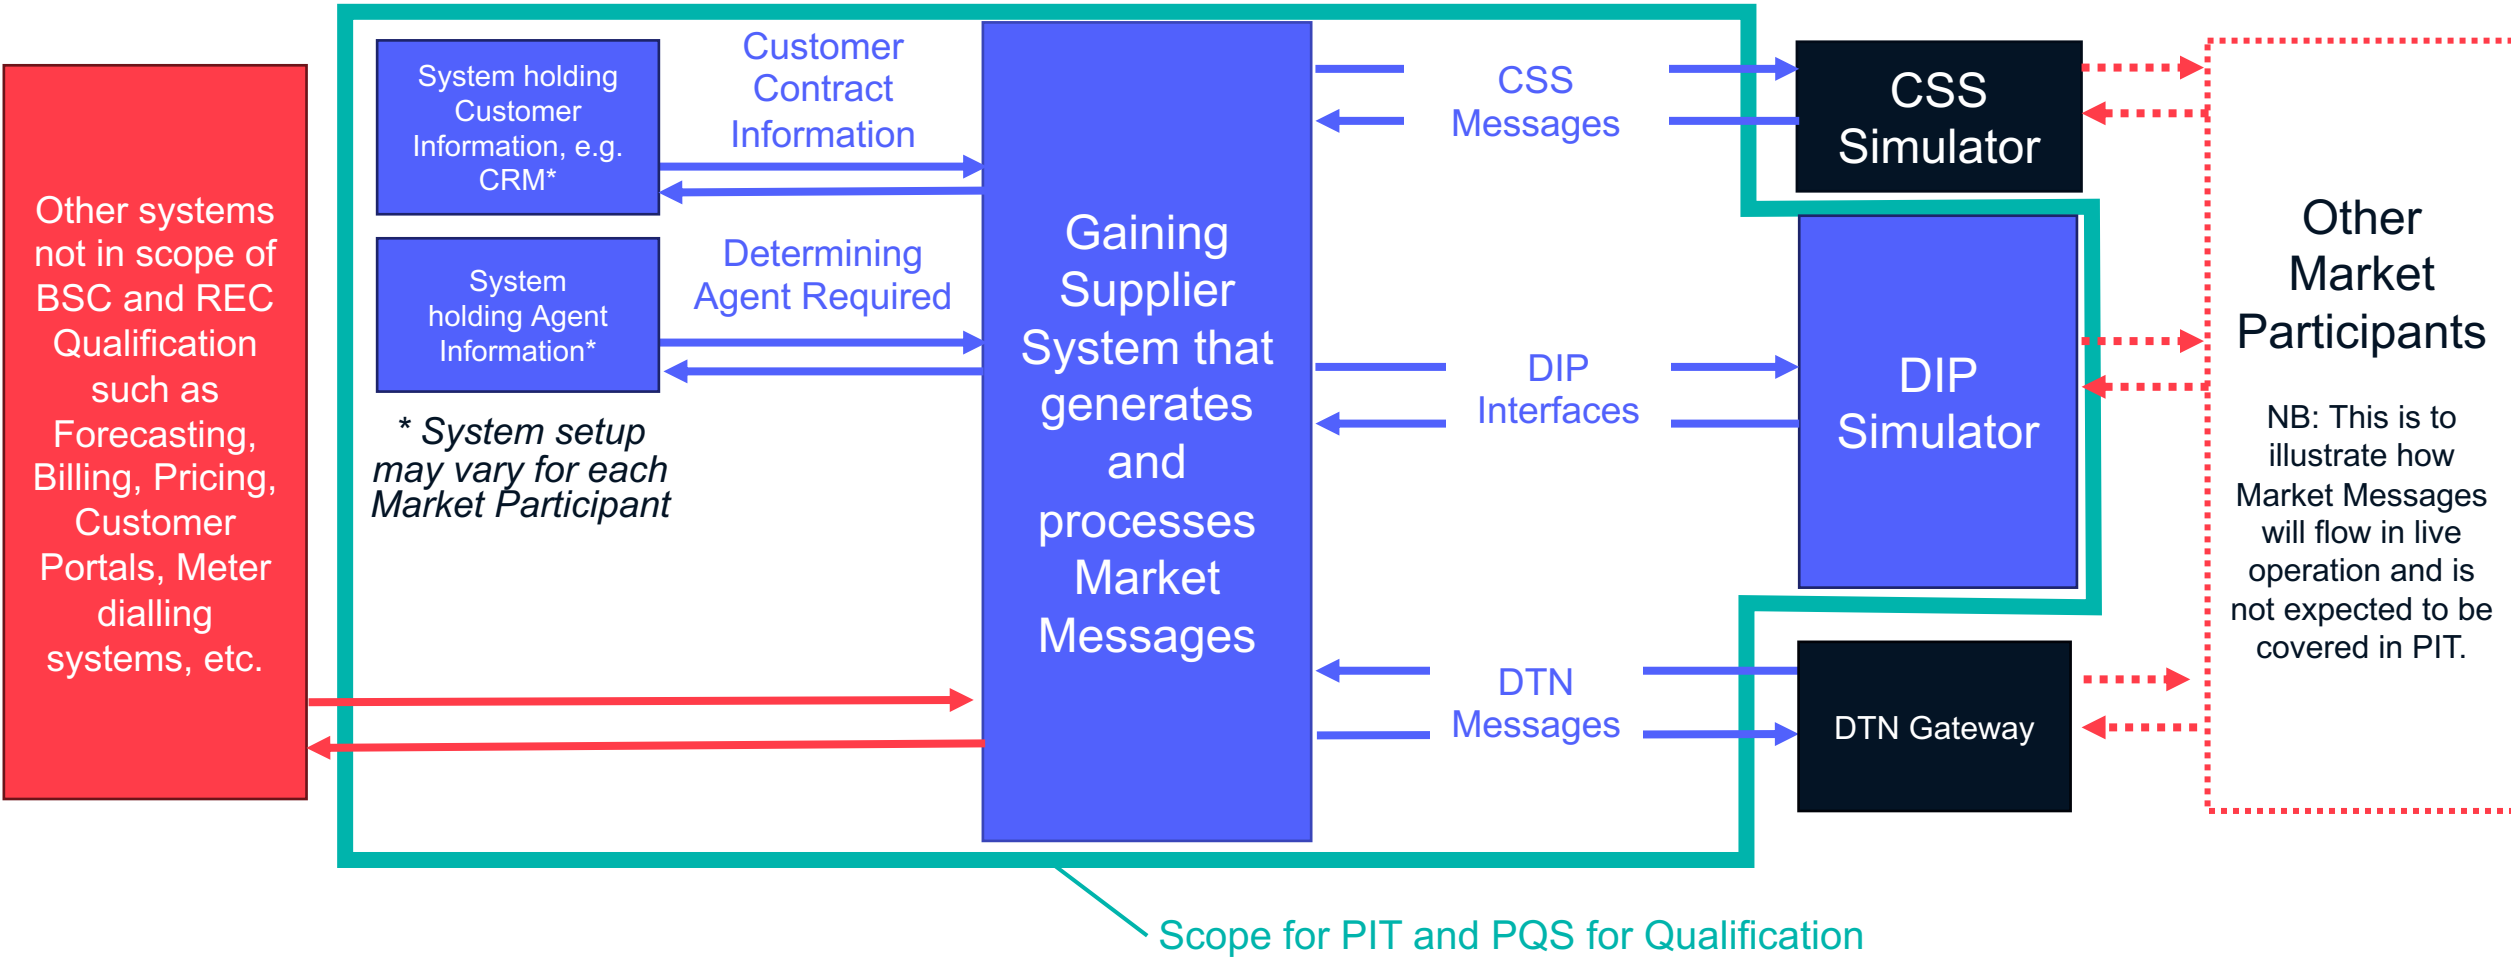 Other systems
not in scope of
BSC and REC
Qualification
such as
Forecasting,
Billing, Pricing,
Customer
Portals, Meter
dialling
systems, etc.
System holding
Customer
Information, e.g.
CRM*
Customer
Contract
Information
System
holding Agent
Information*
Determining
Agent Required
* System setup
may vary for each
Market Participant
Gaining
Supplier
System that
generates
and
processes
Market
Messages
CSS
Messages
DIP
Interfaces
DTN
Messages
CSS
Simulator
DIP
Simulator
DTN Gateway
Other
Market
Participants
NB: This is to
illustrate how
Market Messages
will flow in live
operation and is
not expected to be
covered in PIT.
Scope for PIT and PQS for Qualification